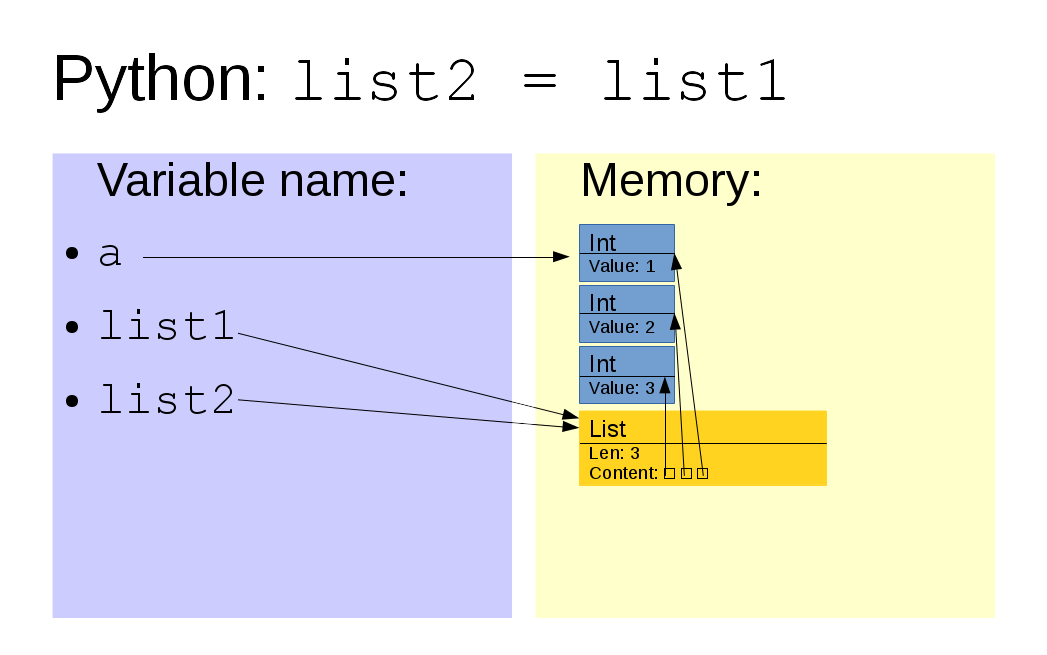 Python: list2 = list1
Variable name:
• a
• list1
• list2
Memory:
Int
Value: 1
Int
Value: 2
Int
Value: 3
List
Len: 3
Content: